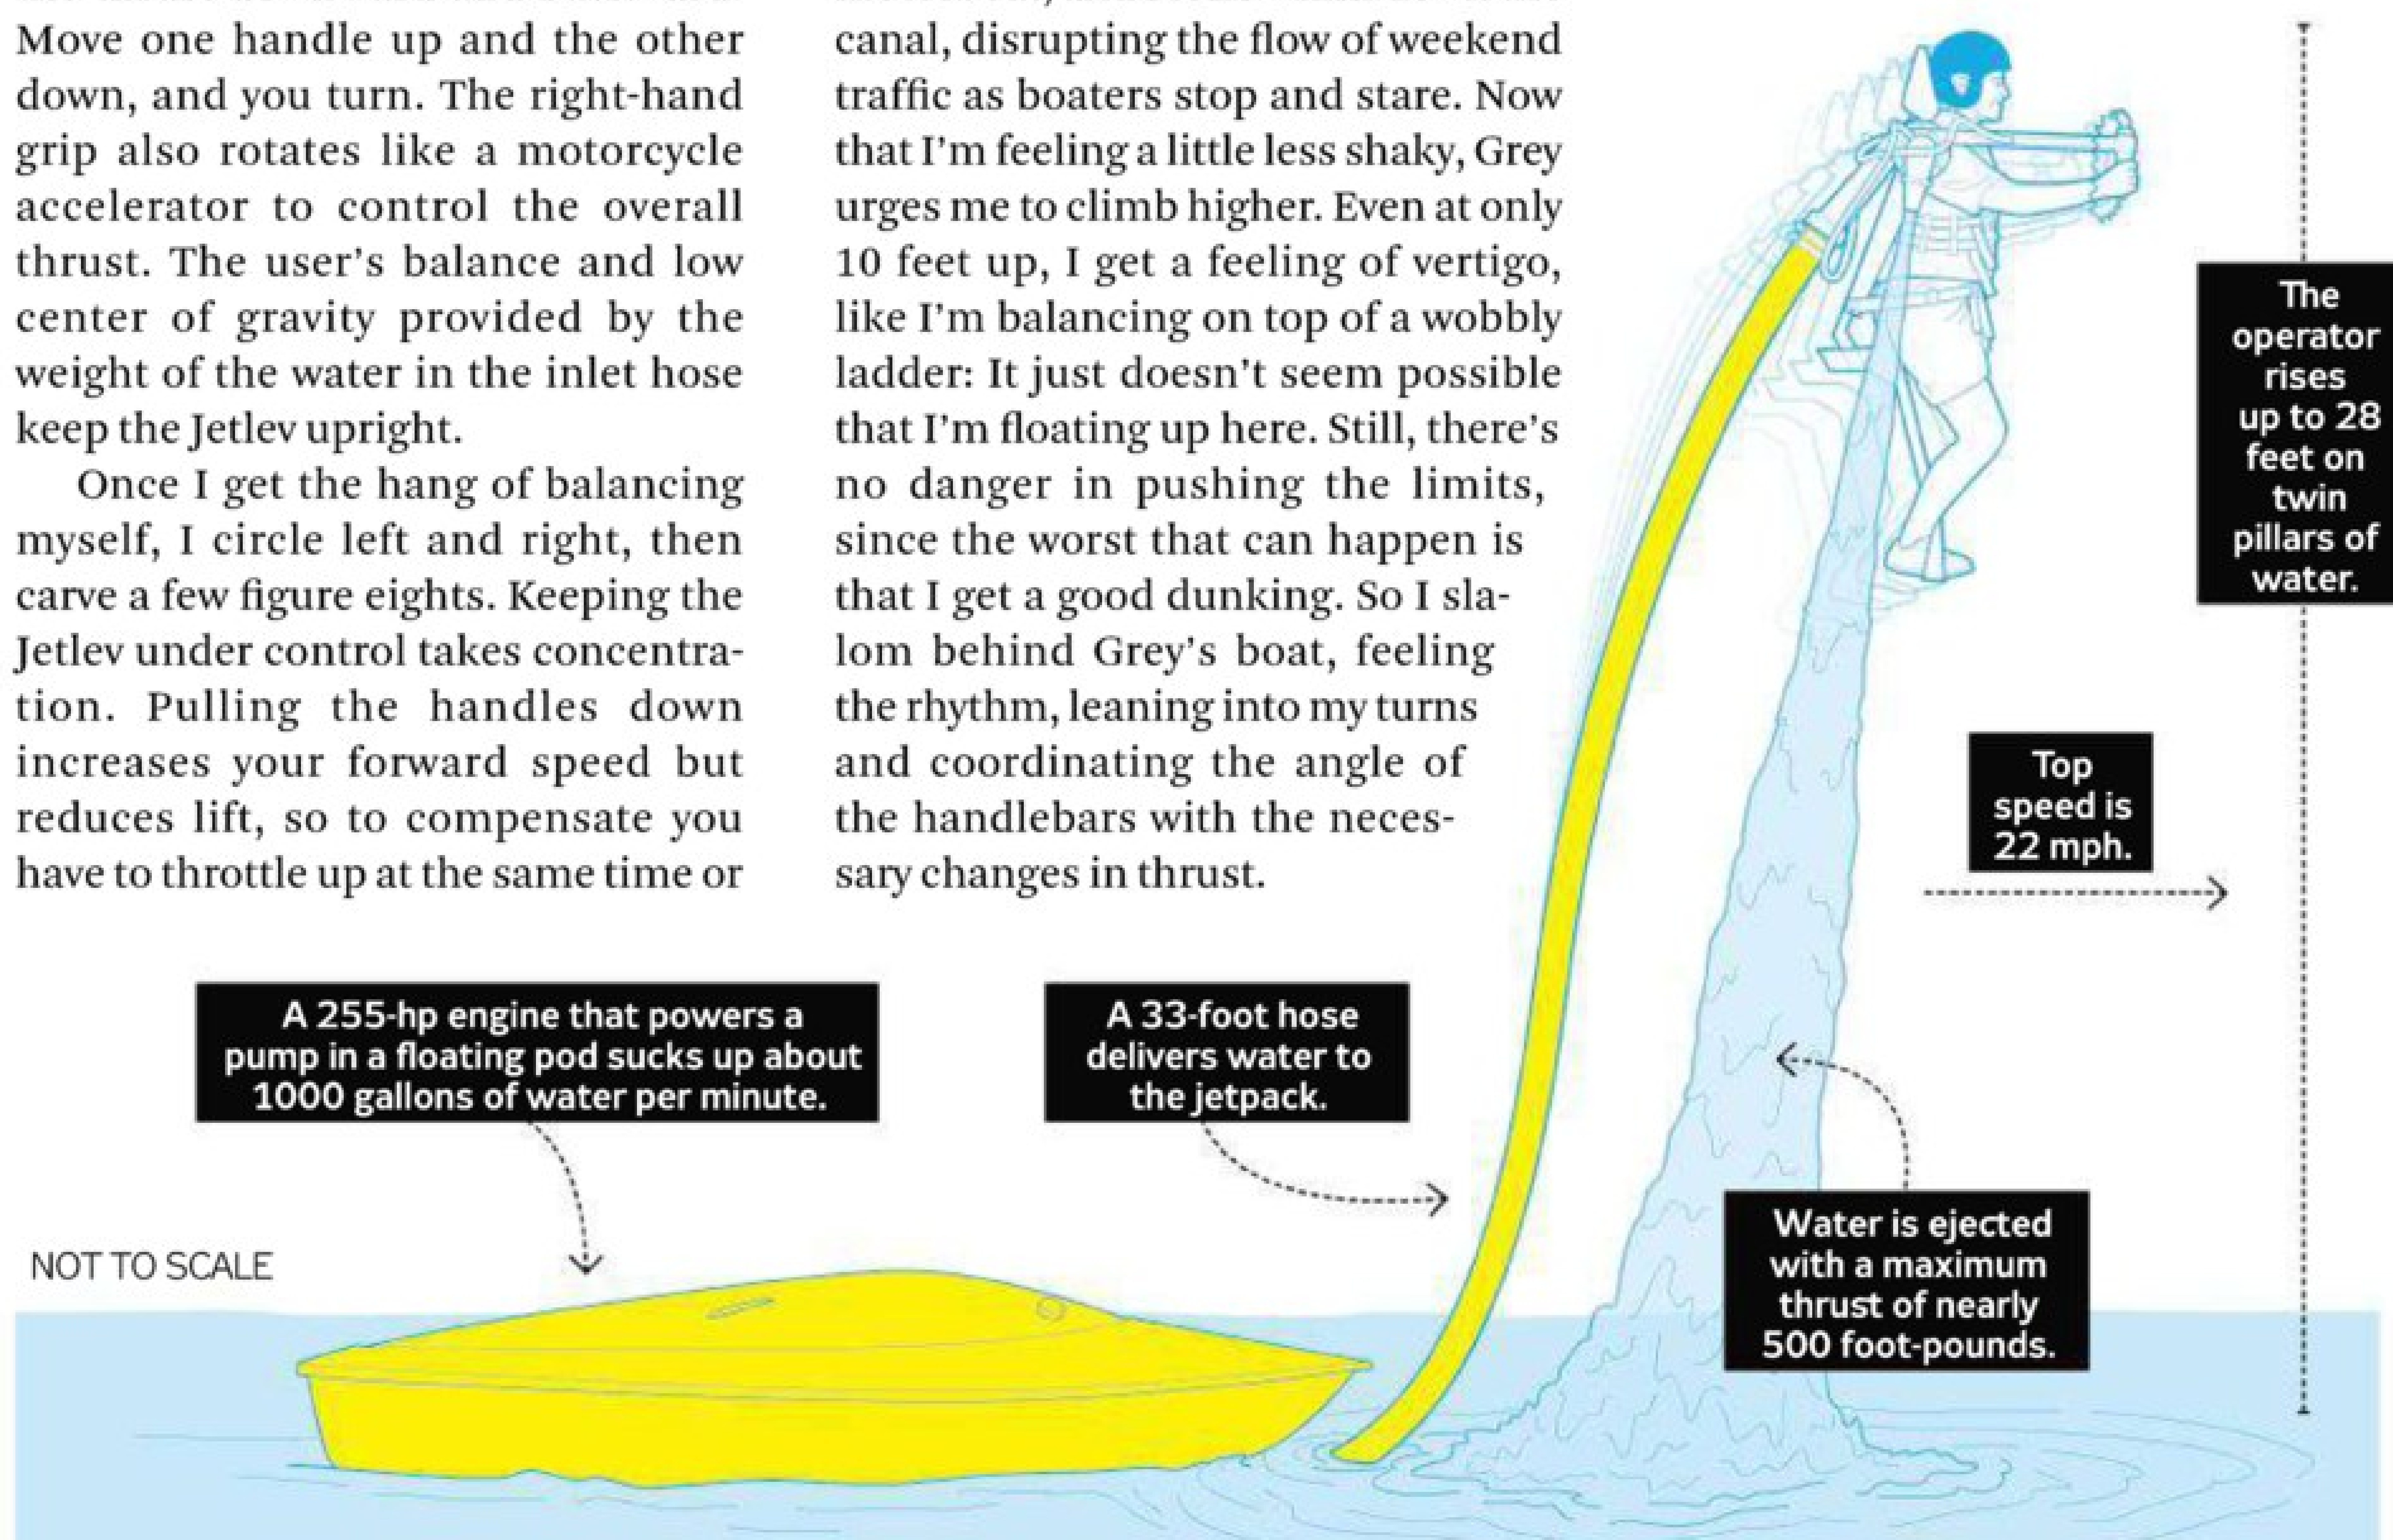 Move one handle up and the other
down, and you turn. The right-hand
grip also rotates like a motorcycle
accelerator to control the overall
thrust. The user's balance and low
center of gravity provided by the
weight of the water in the inlet hose
keep the Jetlev upright.
Once I get the hang of balancing
myself, I circle left and right, then
carve a few figure eights. Keeping the
Jetlev under control takes concentra-
tion. Pulling the handles down
increases your forward speed but
reduces lift, so to compensate you
have to throttle up at the same time or
canal, disrupting the flow of weekend
traffic as boaters stop and stare. Now
that I'm feeling a little less shaky, Grey
urges me to climb higher. Even at only
10 feet up, I get a feeling of vertigo,
like I'm balancing on top of a wobbly
ladder: It just doesn't seem possible
that I'm floating up here. Still, there's
no danger in pushing the limits,
since the worst that can happen is
that I get a good dunking. So I sla-
lom behind Grey's boat, feeling
the rhythm, leaning into my turns
and coordinating the angle of
the handlebars with the neces-
sary changes in thrust.
The
operator
rises
up to 28
feet on
twin
pillars of
water.
Top
speed is
22 mph.
A 255-hp engine that powers a
pump in a floating pod sucks up about
1000 gallons of water per minute.
A 33-foot hose
delivers water to
the jetpack.
Water is ejected
with a maximum
thrust of nearly
500 foot-pounds.
NOT TO SCALE